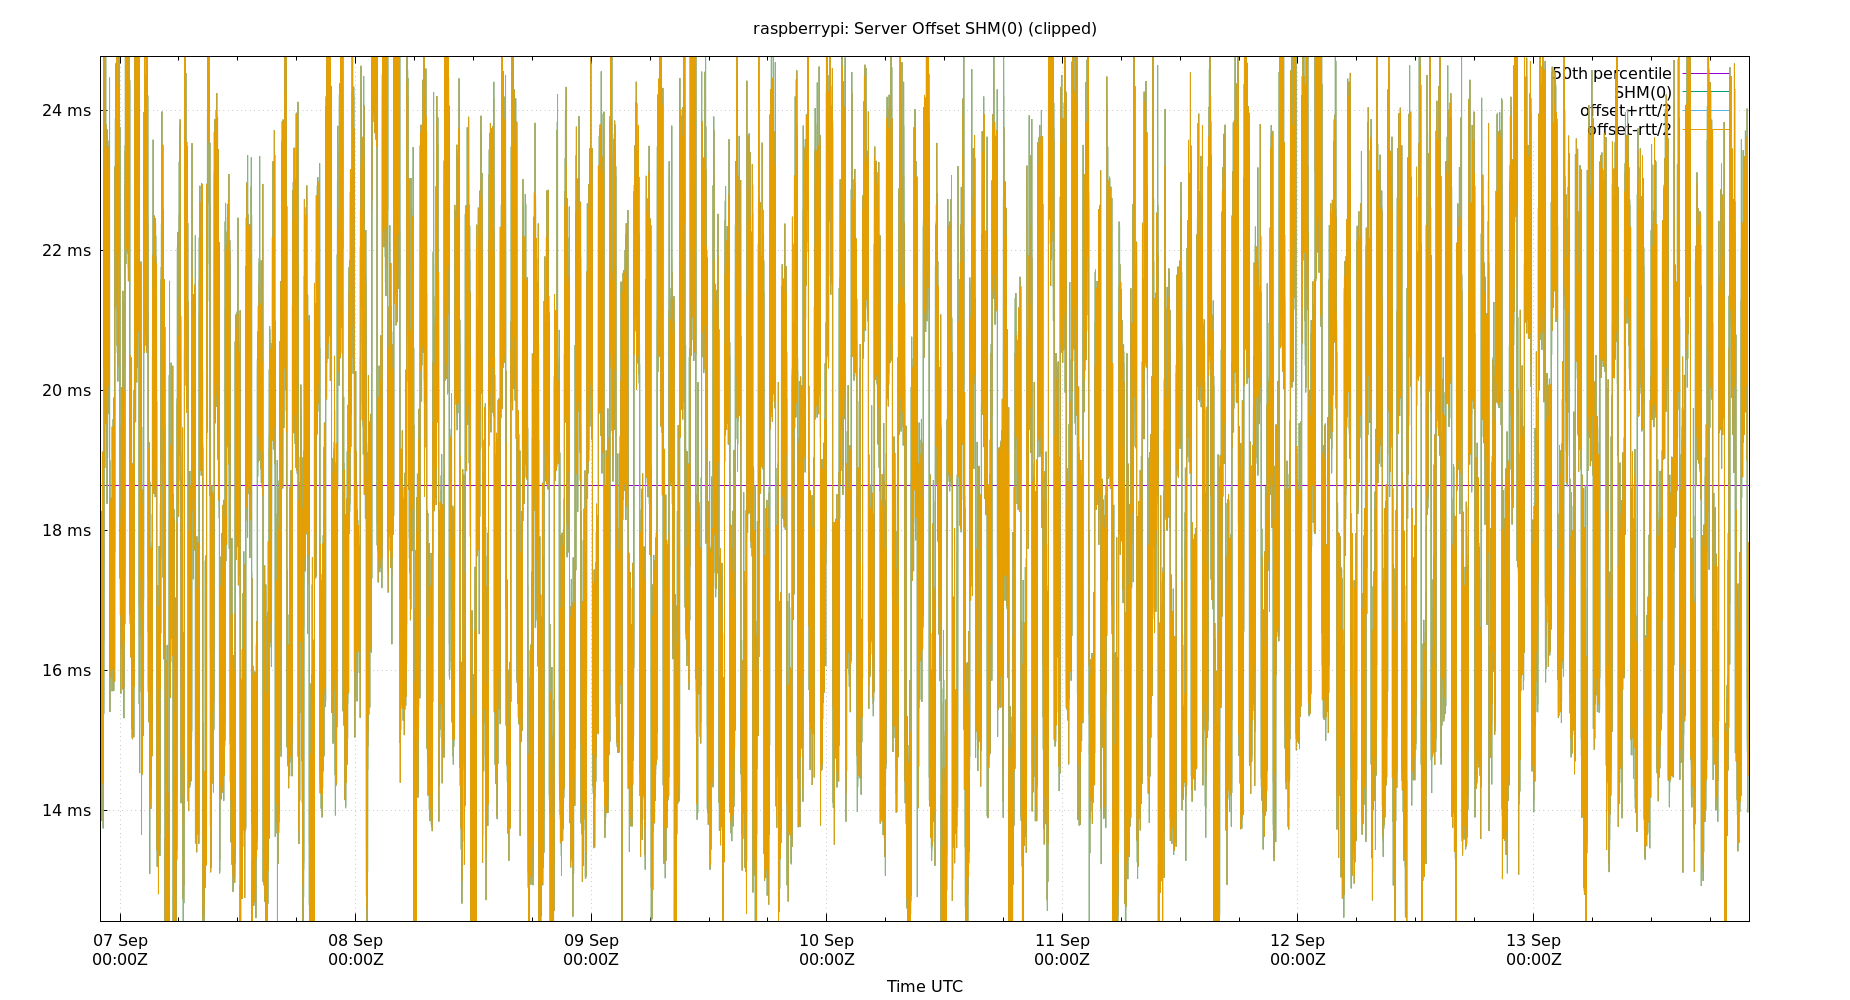 raspberrypi: Server Offset SHM(0) (clipped)
50th percentile
SHM(0)
offset+rtt/2
offset-rtt/2
24 ms
22 ms
20 ms
18 ms
16 ms
14 ms
07 Sep 08 Sep 09 Sep 10 Sep 11 Sep 12 Sep 13 Sep
00:00Z 00:00Z 00:00Z 00:00Z 00:00Z 00:00Z 00:00Z
Time UTC